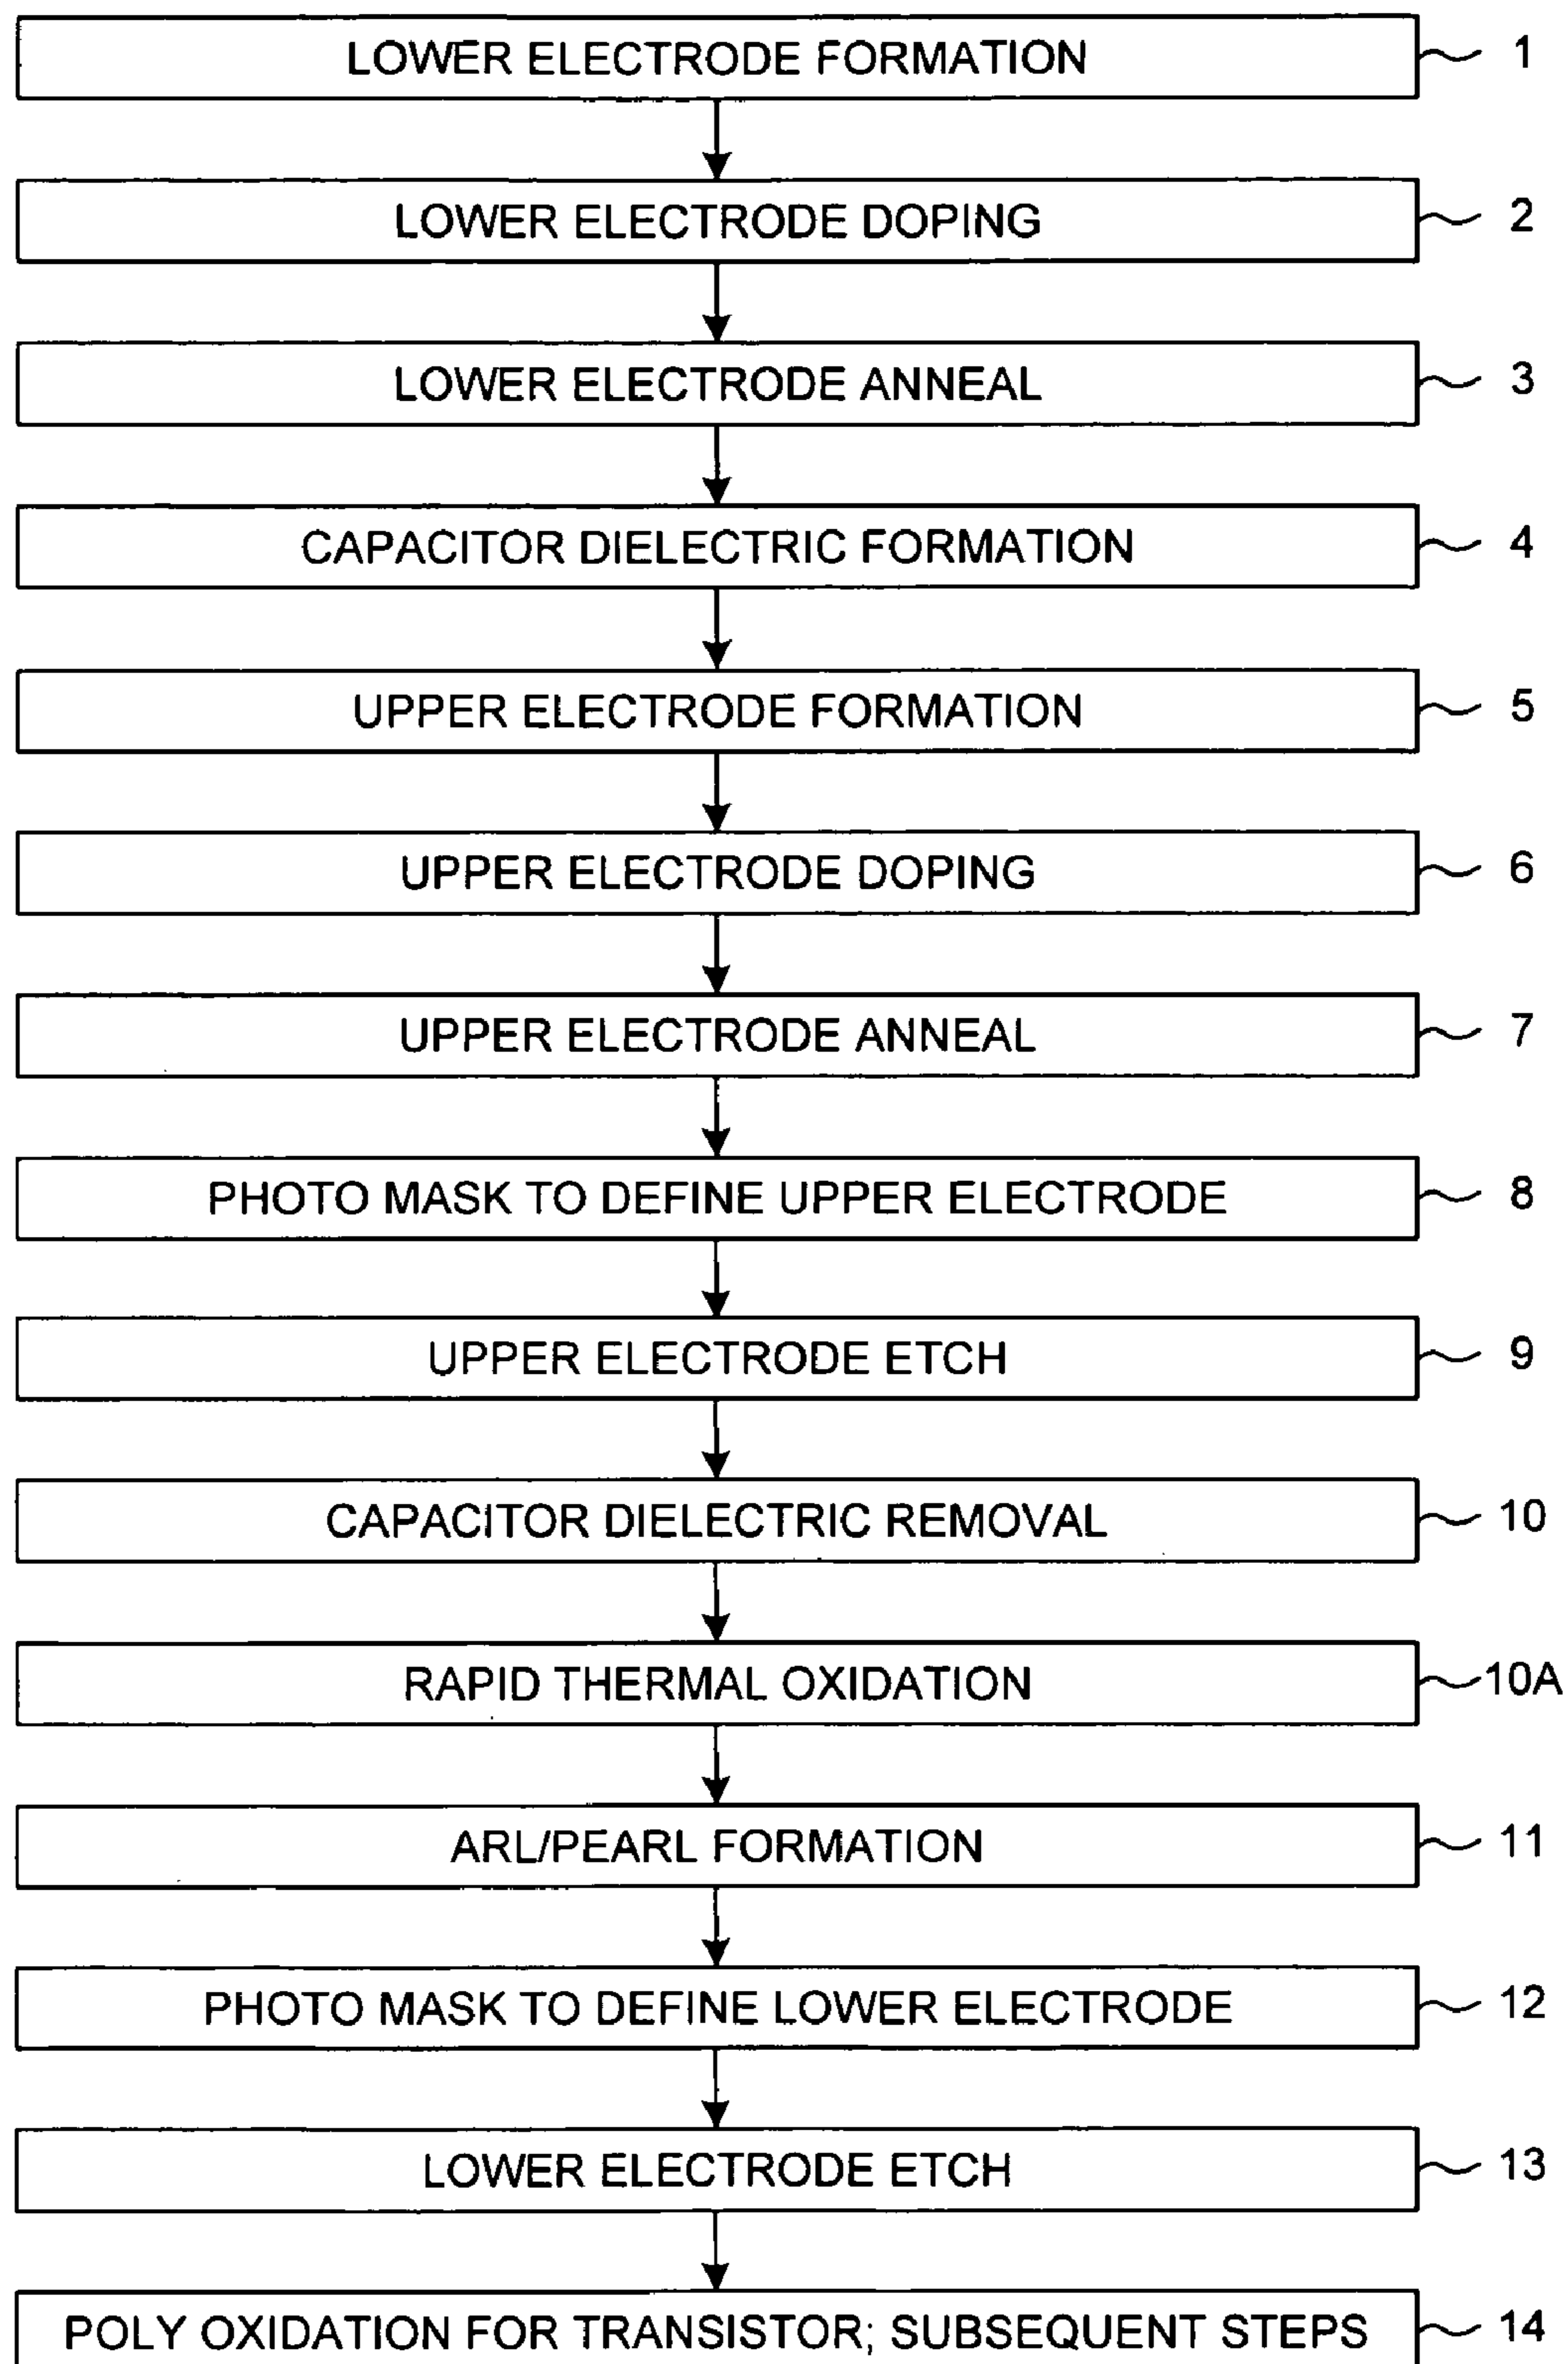 LOWER ELECTRODE FORMATION 1
LOWER ELECTRODE DOPING 2
LOWER ELECTRODE ANNEAL 3
CAPACITOR DIELECTRIC FORMATION 4
UPPER ELECTRODE FORMATION 5
UPPER ELECTRODE DOPING 6
UPPER ELECTRODE ANNEAL 7
PHOTO MASK TO DEFINE UPPER ELECTRODE 8
UPPER ELECTRODE ETCH 9
CAPACITOR DIELECTRIC REMOVAL 10
RAPID THERMAL OXIDATION 10A
ARL/PEARL FORMATION 11
PHOTO MASK TO DEFINE LOWER ELECTRODE 12
LOWER ELECTRODE ETCH 13
POLY OXIDATION FOR TRANSISTOR; SUBSEQUENT STEPS 14